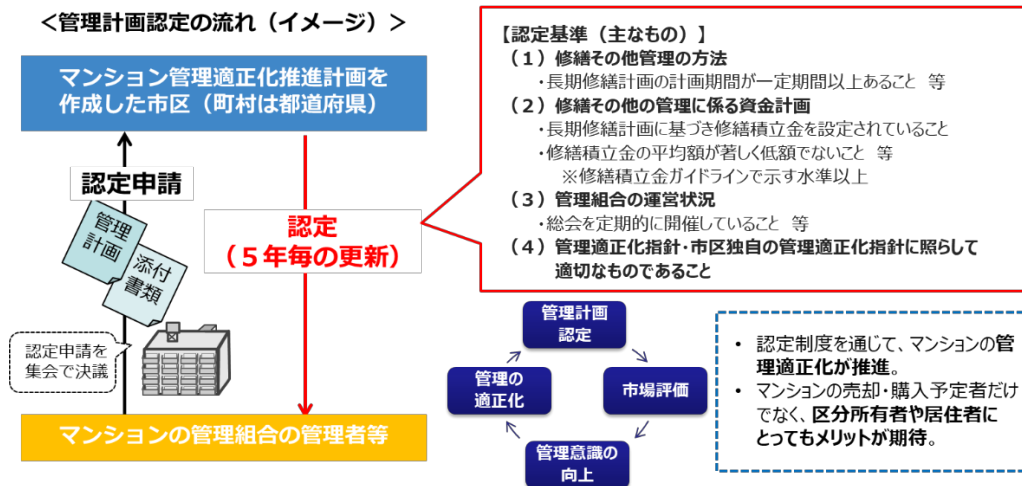 ＜管理計画認定の流れ（イメージ）＞
マンション管理適正化推進計画を
作成した市区（町村は都道府県）
認定申請
管理
計画
添付
書類
認定申請を
集会で決議
認定
（５年毎の更新）
マンションの管理組合の管理者等
【認定基準（主なもの）】
（１）修繕その他管理の方法
・長期修繕計画の計画期間が一定期間以上あること 等
（２）修繕その他の管理に係る資金計画
・長期修繕計画に基づき修繕積立金を設定されていること
・修繕積立金の平均額が著しく低額でないこと 等
※修繕積立金ガイドラインで示す水準以上
（３）管理組合の運営状況
・総会を定期的に開催していること 等
（４）管理適正化指針・市区独自の管理適正化指針に照らして
適切なものであること
管理計画
認定
市場評価
管理意識の
向上
管理の
適正化
• 認定制度を通じて、マンションの管
理適正化が推進。
• マンションの売却・購入予定者だけ
でなく、区分所有者や居住者に
とってもメリットが期待。